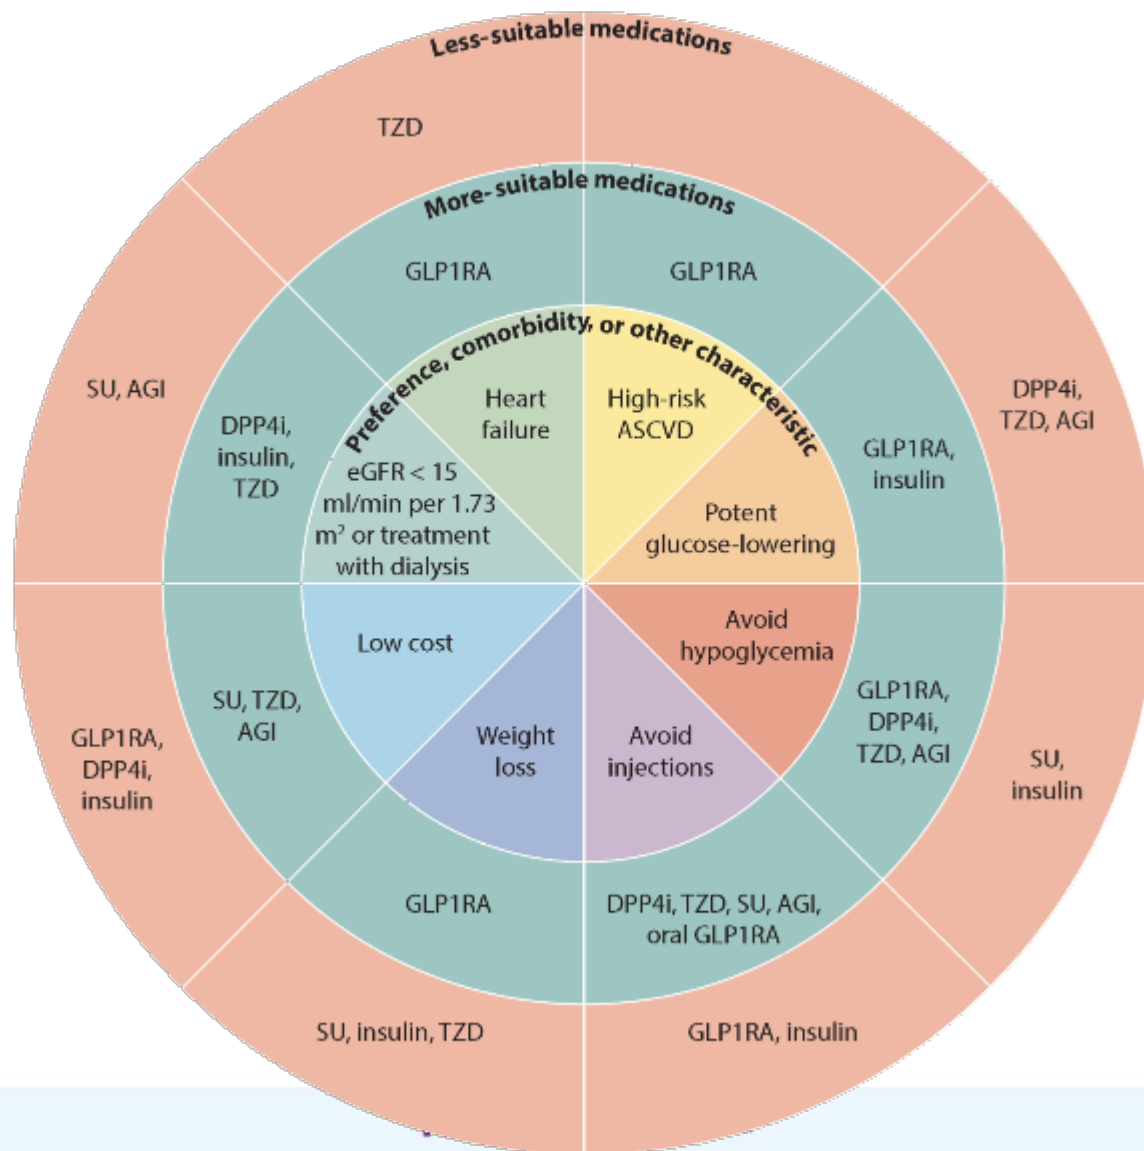 Less-suitable medications
TZD
More-suitable medications
GLP1RA
GLP1RA
Preference, comorbidity, or other characteristic
Heart
failure
High-risk
ASCVD
SU, AGI
DPP4i,
insulin,
TZD
eGFR < 15
ml/min per 1.73
m² or treatment
with dialysis
Potent
glucose-lowering
GLP1RA,
insulin
DPP4i,
TZD, AGI
GLP1RA,
DPP4i,
insulin
SU, TZD,
AGI
Low cost
Avoid
hypoglycemia
GLP1RA,
DPP4i,
TZD, AGI
SU,
insulin
Weight
loss
Avoid
injections
GLP1RA
DPP4i, TZD, SU, AGI,
oral GLP1RA
SU, insulin, TZD
GLP1RA, insulin